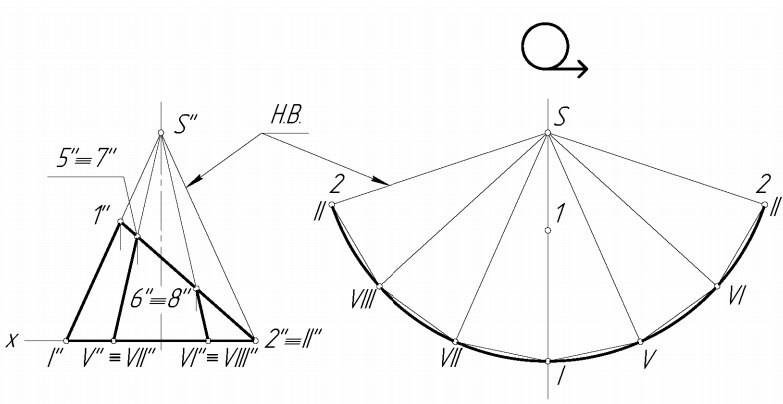 S"
Н.В.
S
5"≡7"
2
2
1"
II
1
II
6"≡8"
VIII
VI
x
I"
V" ≡ VII"
VI"≡VIII"
2"≡II"
VII
V
I